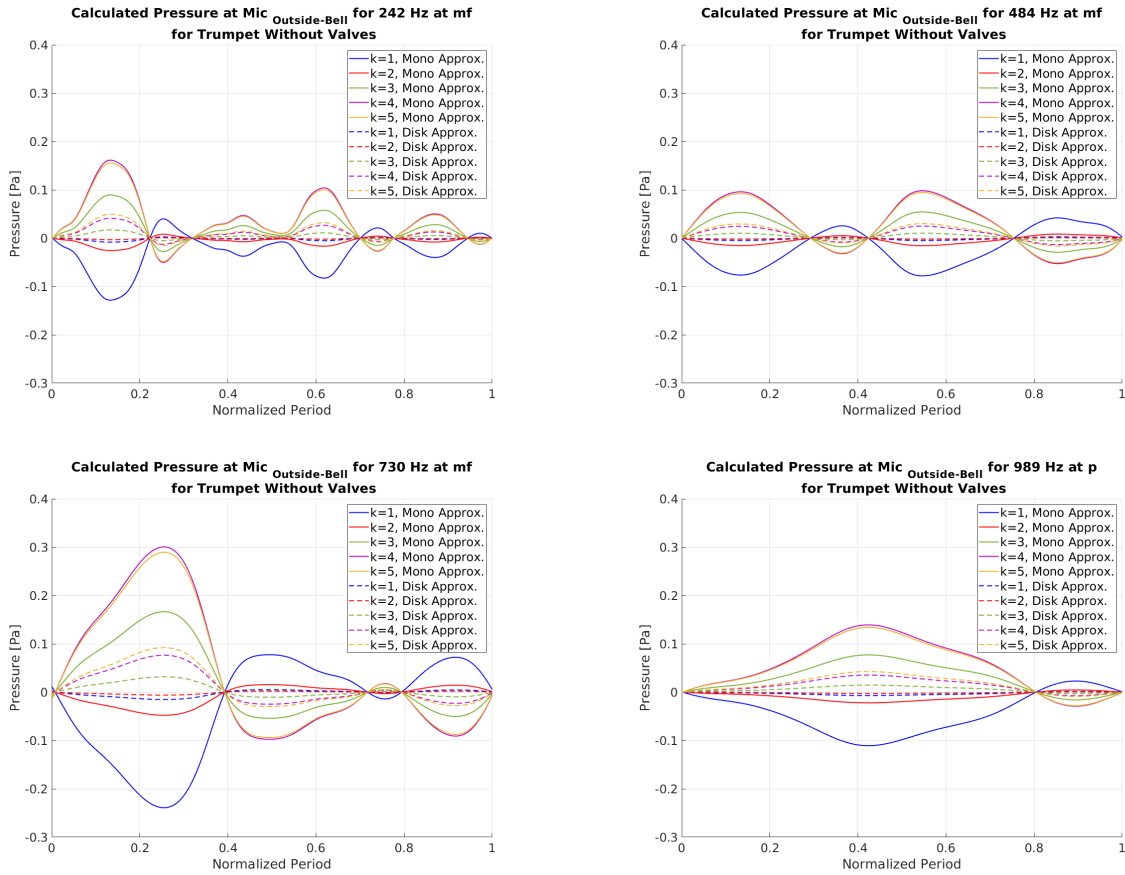 Calculated Pressure at Mic Outside-Bell for 242 Hz at mf
for Trumpet Without Valves
0.4
0.3
0.2
0.1
0
-0.1
-0.2
-0.3
Pressure [Pa]
k=1, Mono Approx.
k=2, Mono Approx.
k=3, Mono Approx.
k=4, Mono Approx.
k=5, Mono Approx.
k=1, Disk Approx.
k=2, Disk Approx.
k=3, Disk Approx.
k=4, Disk Approx.
k=5, Disk Approx.
0 0.2 0.4 0.6 0.8 1
Normalized Period
Calculated Pressure at Mic Outside-Bell for 484 Hz at mf
for Trumpet Without Valves
0.4
0.3
0.2
0.1
0
-0.1
-0.2
-0.3
Pressure [Pa]
k=1, Mono Approx.
k=2, Mono Approx.
k=3, Mono Approx.
k=4, Mono Approx.
k=5, Mono Approx.
k=1, Disk Approx.
k=2, Disk Approx.
k=3, Disk Approx.
k=4, Disk Approx.
k=5, Disk Approx.
0 0.2 0.4 0.6 0.8 1
Normalized Period
Calculated Pressure at Mic Outside-Bell for 730 Hz at mf
for Trumpet Without Valves
0.4
0.3
0.2
0.1
0
-0.1
-0.2
-0.3
Pressure [Pa]
k=1, Mono Approx.
k=2, Mono Approx.
k=3, Mono Approx.
k=4, Mono Approx.
k=5, Mono Approx.
k=1, Disk Approx.
k=2, Disk Approx.
k=3, Disk Approx.
k=4, Disk Approx.
k=5, Disk Approx.
0 0.2 0.4 0.6 0.8 1
Normalized Period
Calculated Pressure at Mic Outside-Bell for 989 Hz at p
for Trumpet Without Valves
0.4
0.3
0.2
0.1
0
-0.1
-0.2
-0.3
Pressure [Pa]
k=1, Mono Approx.
k=2, Mono Approx.
k=3, Mono Approx.
k=4, Mono Approx.
k=5, Mono Approx.
k=1, Disk Approx.
k=2, Disk Approx.
k=3, Disk Approx.
k=4, Disk Approx.
k=5, Disk Approx.
0 0.2 0.4 0.6 0.8 1
Normalized Period